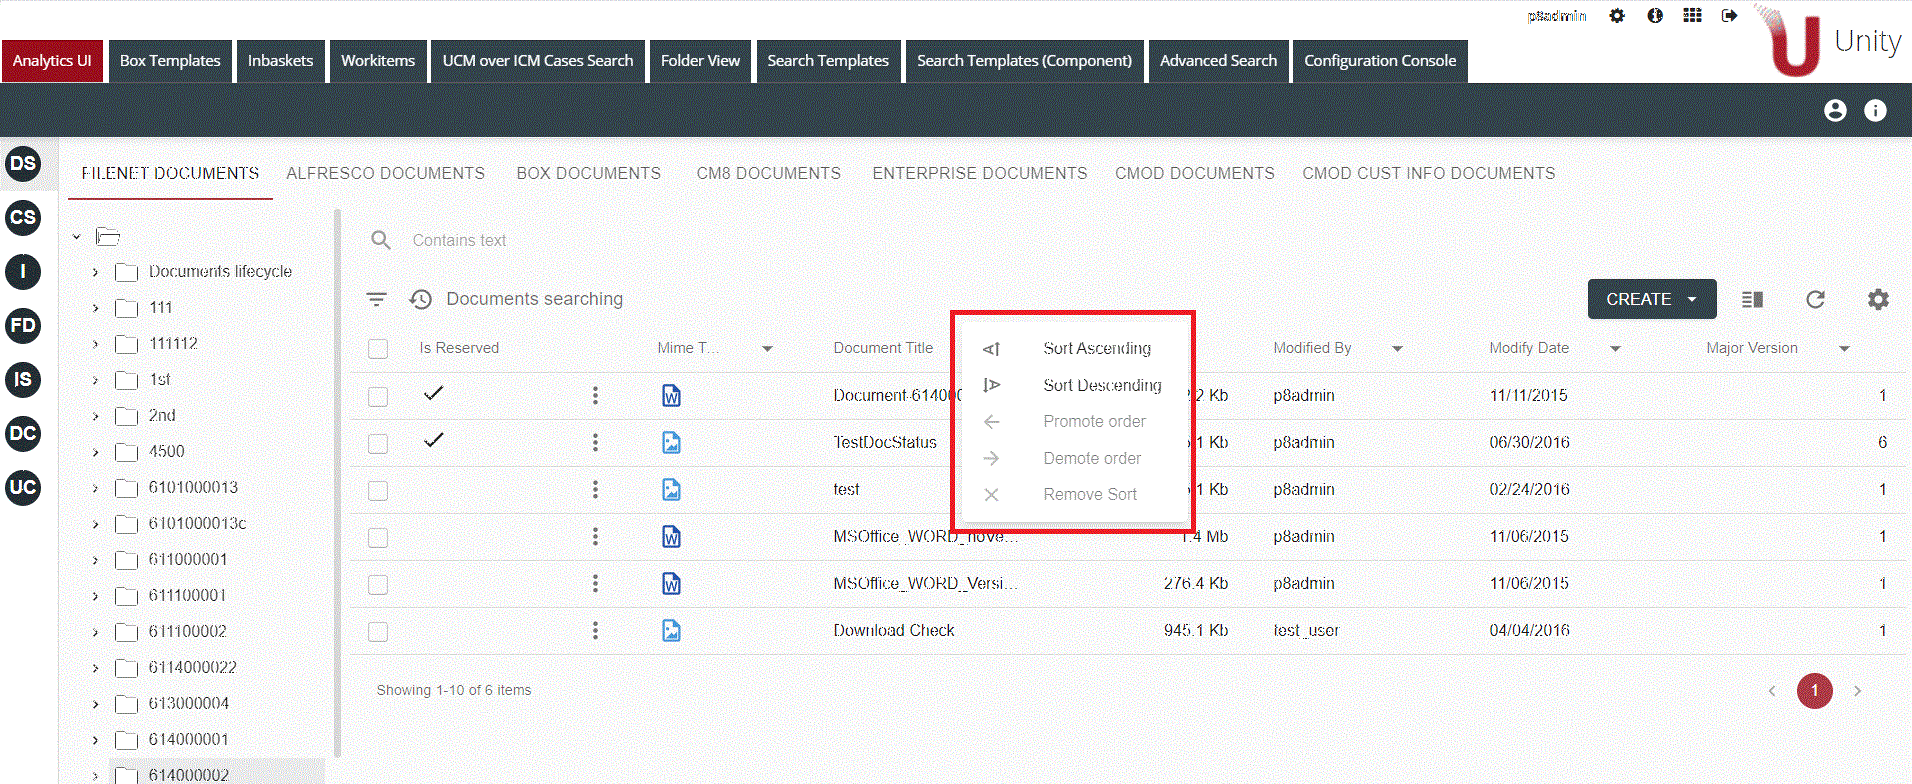 p8admin
Unity
Analytics UI Box Templates Inbaskets Workitems UCM over ICM Cases Search Folder View Search Templates Search Templates (Component) Advanced Search Configuration Console
DS
CS
I
FD
IS
DC
UC
FILENET DOCUMENTS ALFRESCO DOCUMENTS BOX DOCUMENTS CM8 DOCUMENTS ENTERPRISE DOCUMENTS CMOD DOCUMENTS CMOD CUST INFO DOCUMENTS
Documents lifecycle
111
111112
1st
2nd
4500
6101000013
6101000013c
611000001
611100001
611100002
6114000022
613000004
614000001
614000002
Contains text
Documents searching
CREATE
Is Reserved Mime T... Document Title Modified By Modify Date Major Version
Sort Ascending
Sort Descending
Promote order
Demote order
Remove Sort
p8admin 11/11/2015 1
TestDocStatus p8admin 06/30/2016 6
test p8admin 02/24/2016 1
MSOffice_WORD_nove... 1.4 Mb p8admin 11/06/2015 1
MSOffice_WORD_Versi... 276.4 Kb p8admin 11/06/2015 1
Download Check 945.1 Kb test_user 04/04/2016 1
Showing 1-10 of 6 items
1